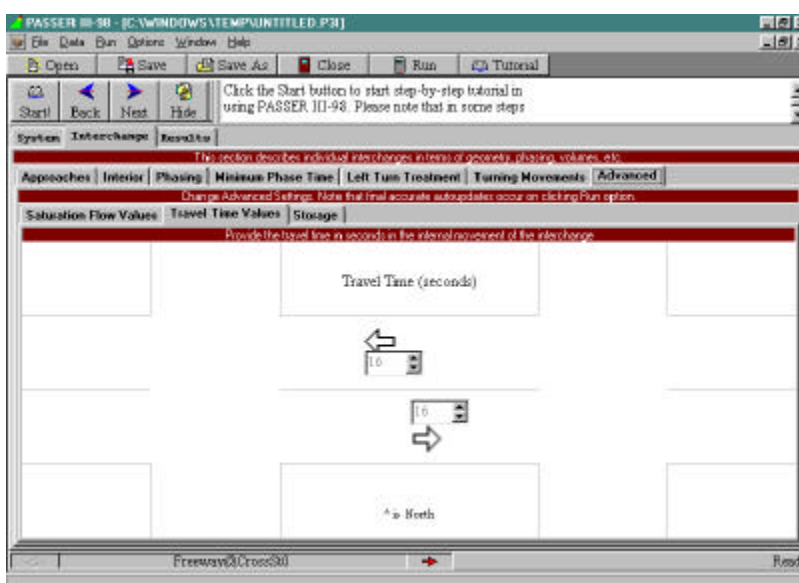 PASSER III-98 - [C:\WINDOWS\TEMP\UNTITLED.P3I]
File Data Run Options Window Help
Open Save Save As Close Run Tutorial
Start! Back Next Hide
Click the Start button to start step-by-step tutorial in
using PASSER III-98. Please note that in some steps
System Interchange Results
This section describes individual interchanges in terms of geometry, phasing, volumes, etc.
Approaches Interior Phasing Minimum Phase Time Left Turn Treatment Turning Movements Advanced
Change Advanced Settings. Note that final accurate autoupdates occur on clicking Run option.
Saturation Flow Values Travel Time Values Storage
Provide the travel time in seconds in the internal movement of the interchange
Travel Time (seconds)
16
16
^ is North
Freeway@CrossSt0